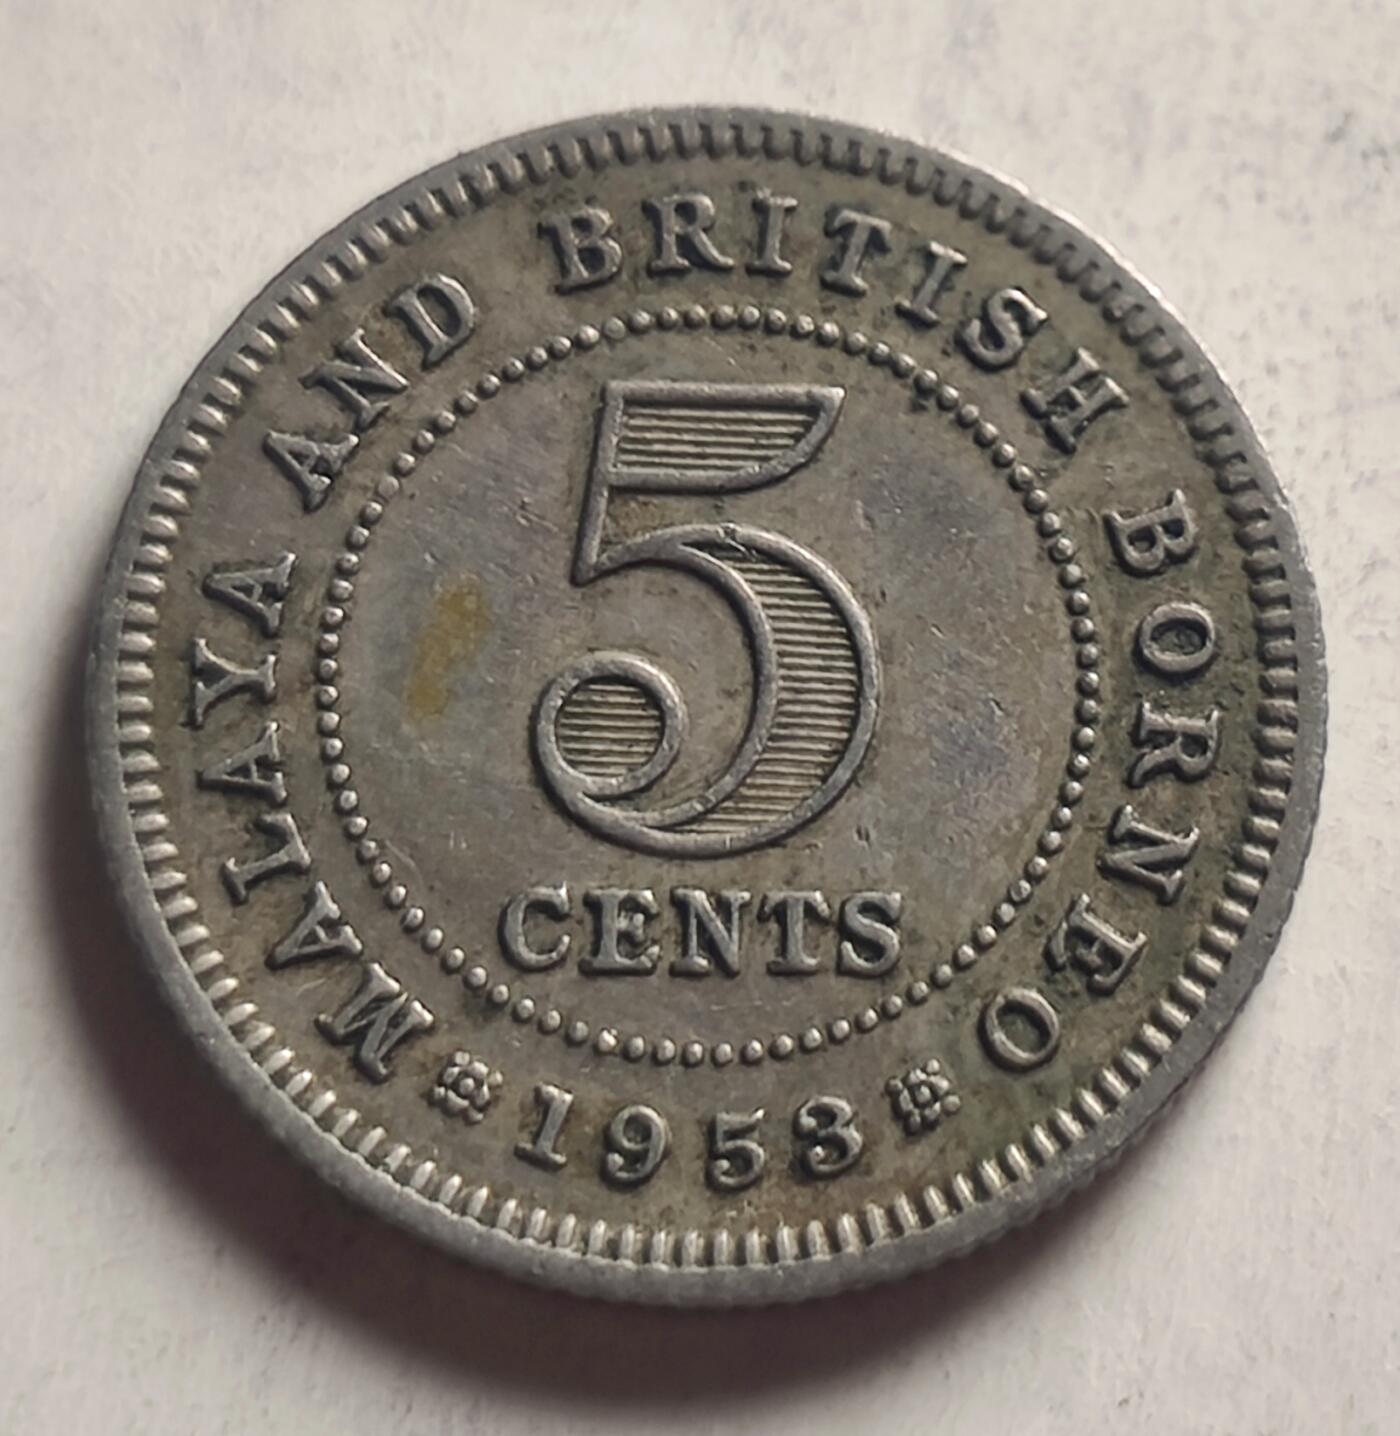 MALAYA AND BRITISH BORNEO
5
CENTS
1953